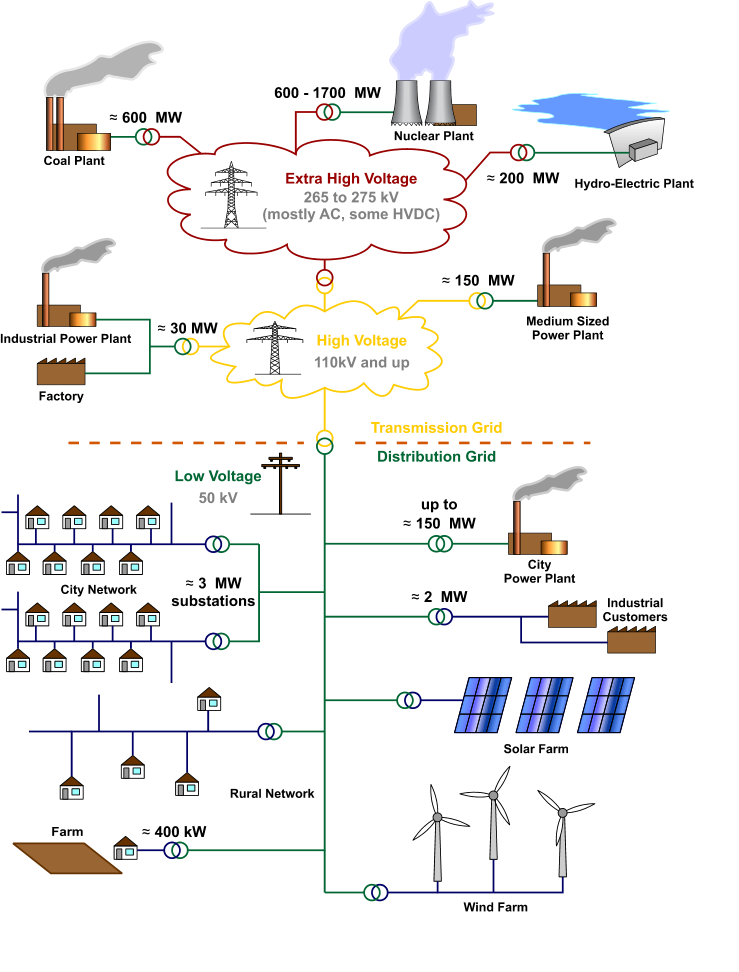 ≈ 600  MW
Coal Plant
600 - 1700  MW
Nuclear Plant
≈ 200  MW
Hydro-Electric Plant
Extra High Voltage
265 to 275 kV
(mostly AC, some HVDC)
≈ 150  MW
Medium Sized
Power Plant
Industrial Power Plant
≈ 30 MW
Factory
High Voltage
110kV and up
Transmission Grid
Distribution Grid
Low Voltage
50 kV
up to
≈ 150  MW
City
Power Plant
City Network
≈ 3  MW
substations
≈ 2  MW
Industrial
Customers
Solar Farm
Rural Network
Farm
≈ 400 kW
Wind Farm